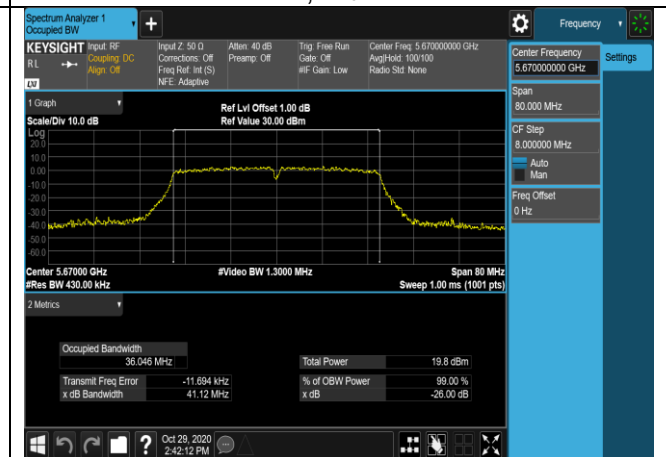 Spectrum Analyzer 1
Occupied BW
Frequency
KEYSIGHT
RL
LXI
Input: RF
Coupling: DC
Align: Off
Input Z: 50 Ω
Corrections: Off
Freq Ref: Int (S)
NFE: Adaptive
Atten: 40 dB
Preamp: Off
Trig: Free Run
Gate: Off
#IF Gain: Low
Center Freq: 5.670000000 GHz
Avg|Hold: 100/100
Radio Std: None
Center Frequency
5.670000000 GHz
Settings
Span
80.000 MHz
CF Step
8.000000 MHz
Auto
Man
Freq Offset
0 Hz
1 Graph
Scale/Div 10.0 dB
Ref Lvl Offset 1.00 dB
Ref Value 30.00 dBm
Log
20.0
10.0
0.00
-10.0
-20.0
-30.0
-40.0
-50.0
-60.0
Center 5.67000 GHz
#Res BW 430.00 kHz
#Video BW 1.3000 MHz
Span 80 MHz
Sweep 1.00 ms (1001 pts)
2 Metrics
Occupied Bandwidth
36.046 MHz
Total Power 19.8 dBm
Transmit Freq Error -11.694 kHz
% of OBW Power 99.00 %
x dB Bandwidth 41.12 MHz
x dB -26.00 dB
?
Oct 29, 2020
2:42:12 PM